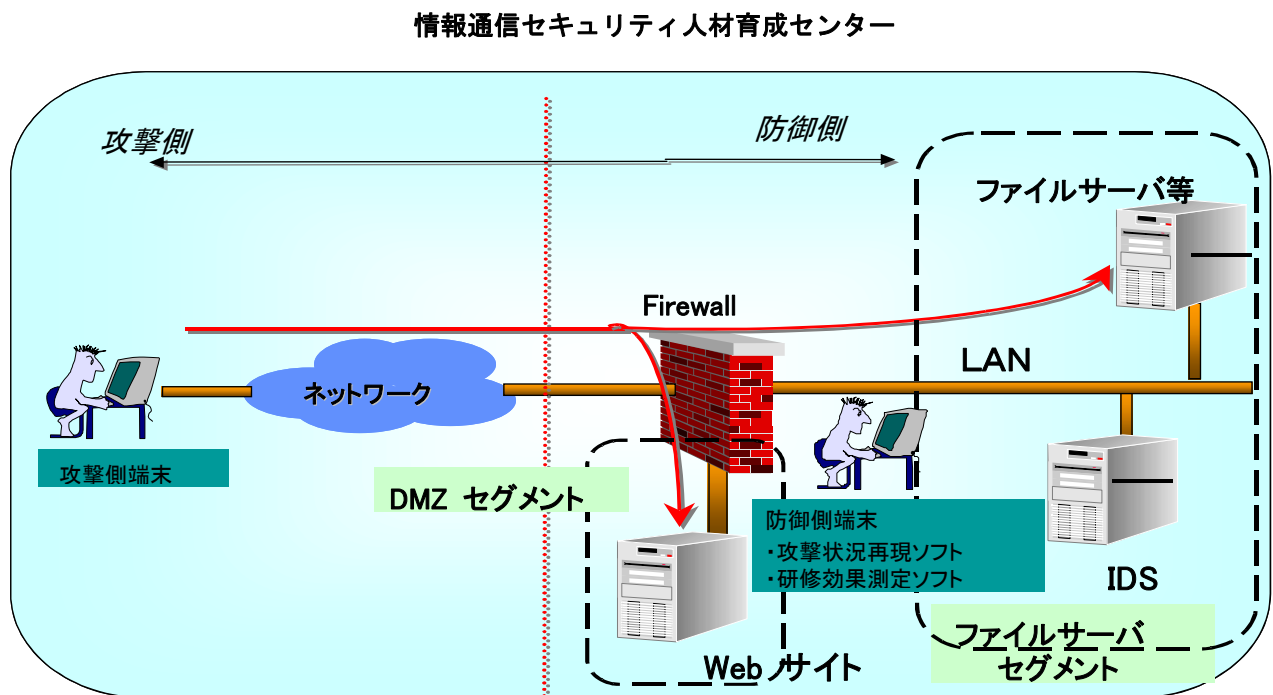 情報通信セキュリティ人材育成センター
攻撃側
防御側
ファイルサーバ等
Firewall
LAN
ネットワーク
攻撃側端末
DMZ セグメント
防御側端末
・攻撃状況再現ソフト
・研修効果測定ソフト
IDS
Web サイト
ファイルサーバ
セグメント